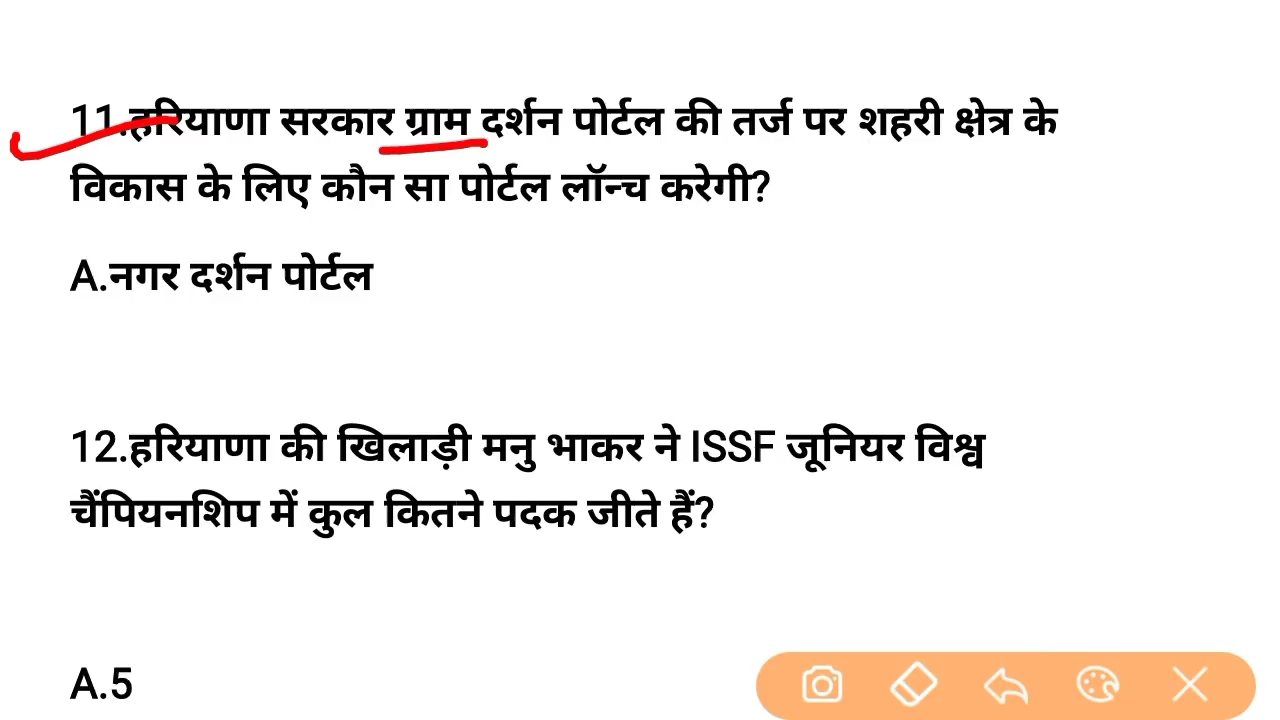 11.हरियाणा सरकार ग्राम दर्शन पोर्टल की तर्ज पर शहरी क्षेत्र के
विकास के लिए कौन सा पोर्टल लॉन्च करेगी?
A.नगर दर्शन पोर्टल
12.हरियाणा की खिलाड़ी मनु भाकर ने ISSF जूनियर विश्व
चैंपियनशिप में कुल कितने पदक जीते हैं?
A.5